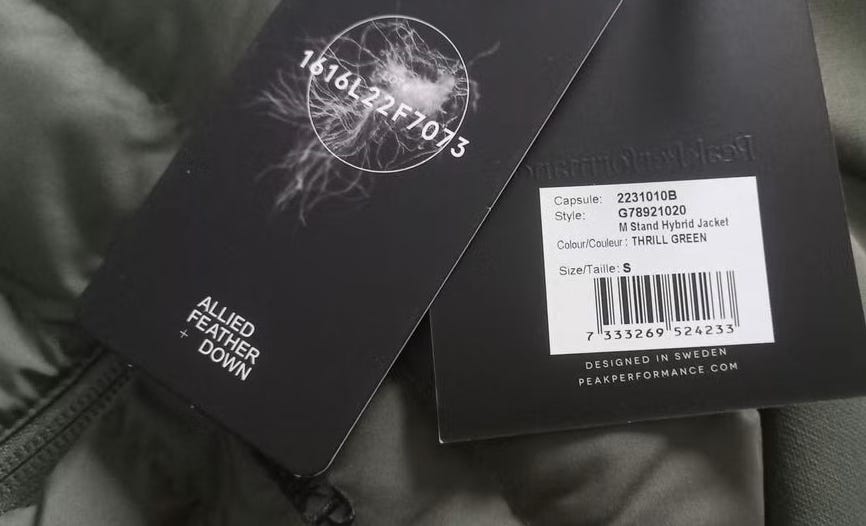 1616L22F7073
ALLIED
FEATHER
+ DOWN
Capsule: 2231010B
Style: G78921020
M Stand Hybrid Jacket
Colour/Couleur : THRILL GREEN
Size/Taille: S
7 333269 524233
DESIGNED IN SWEDEN
PEAKPERFORMANCE COM